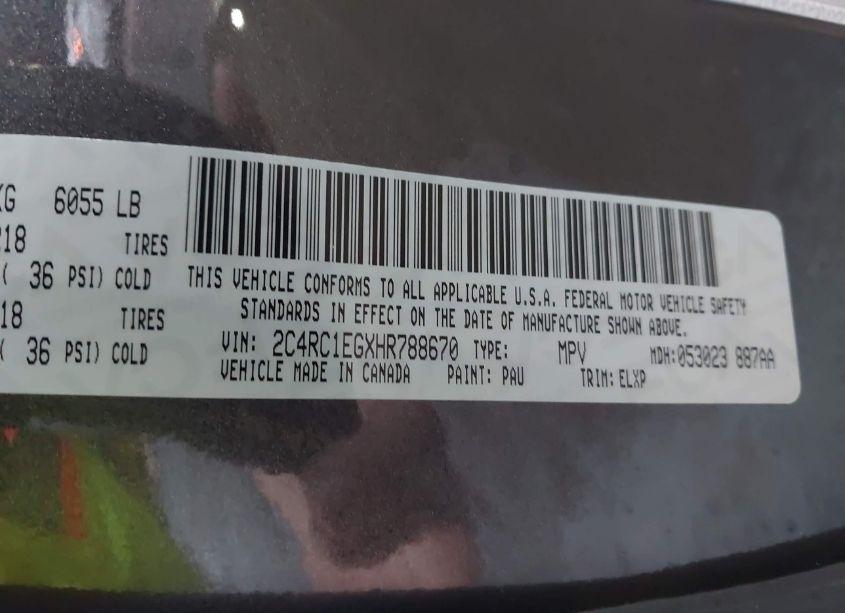 KG 6055 LB
218 TIRES
( 36 PSI) COLD
18 TIRES
( 36 PSI) COLD
THIS VEHICLE CONFORMS TO ALL APPLICABLE U.S.A. FEDERAL MOTOR VEHICLE SAFETY
STANDARDS IN EFFECT ON THE DATE OF MANUFACTURE SHOWN ABOVE.
VIN: 2C4RC1EGXHR788670 TYPE: MPV MDH:053023 887AA
VEHICLE MADE IN CANADA PAINT: PAU TRIM: ELXP